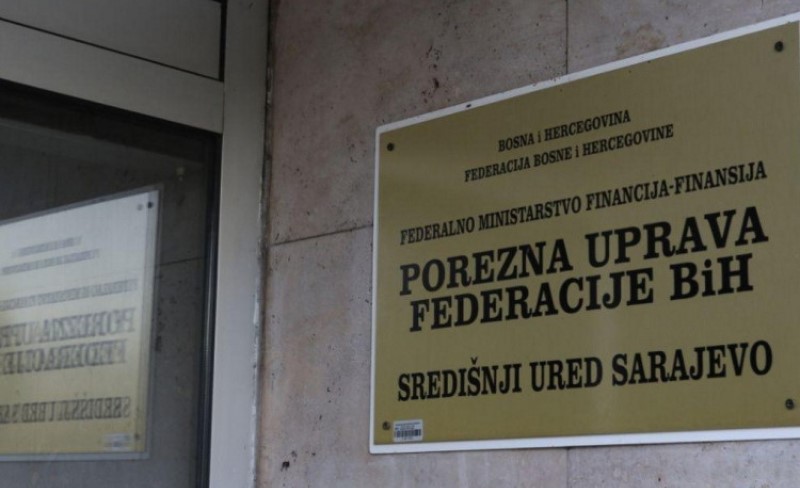 BOSNA i HERCEGOVINA
FEDERACIJA BOSNE i HERCEGOVINE
FEDERALNO MINISTARSTVO FINANCIJA-FINANSIJA
POREZNA UPRAVA
FEDERACIJE BiH
SREDIŠNJI URED SARAJEVO